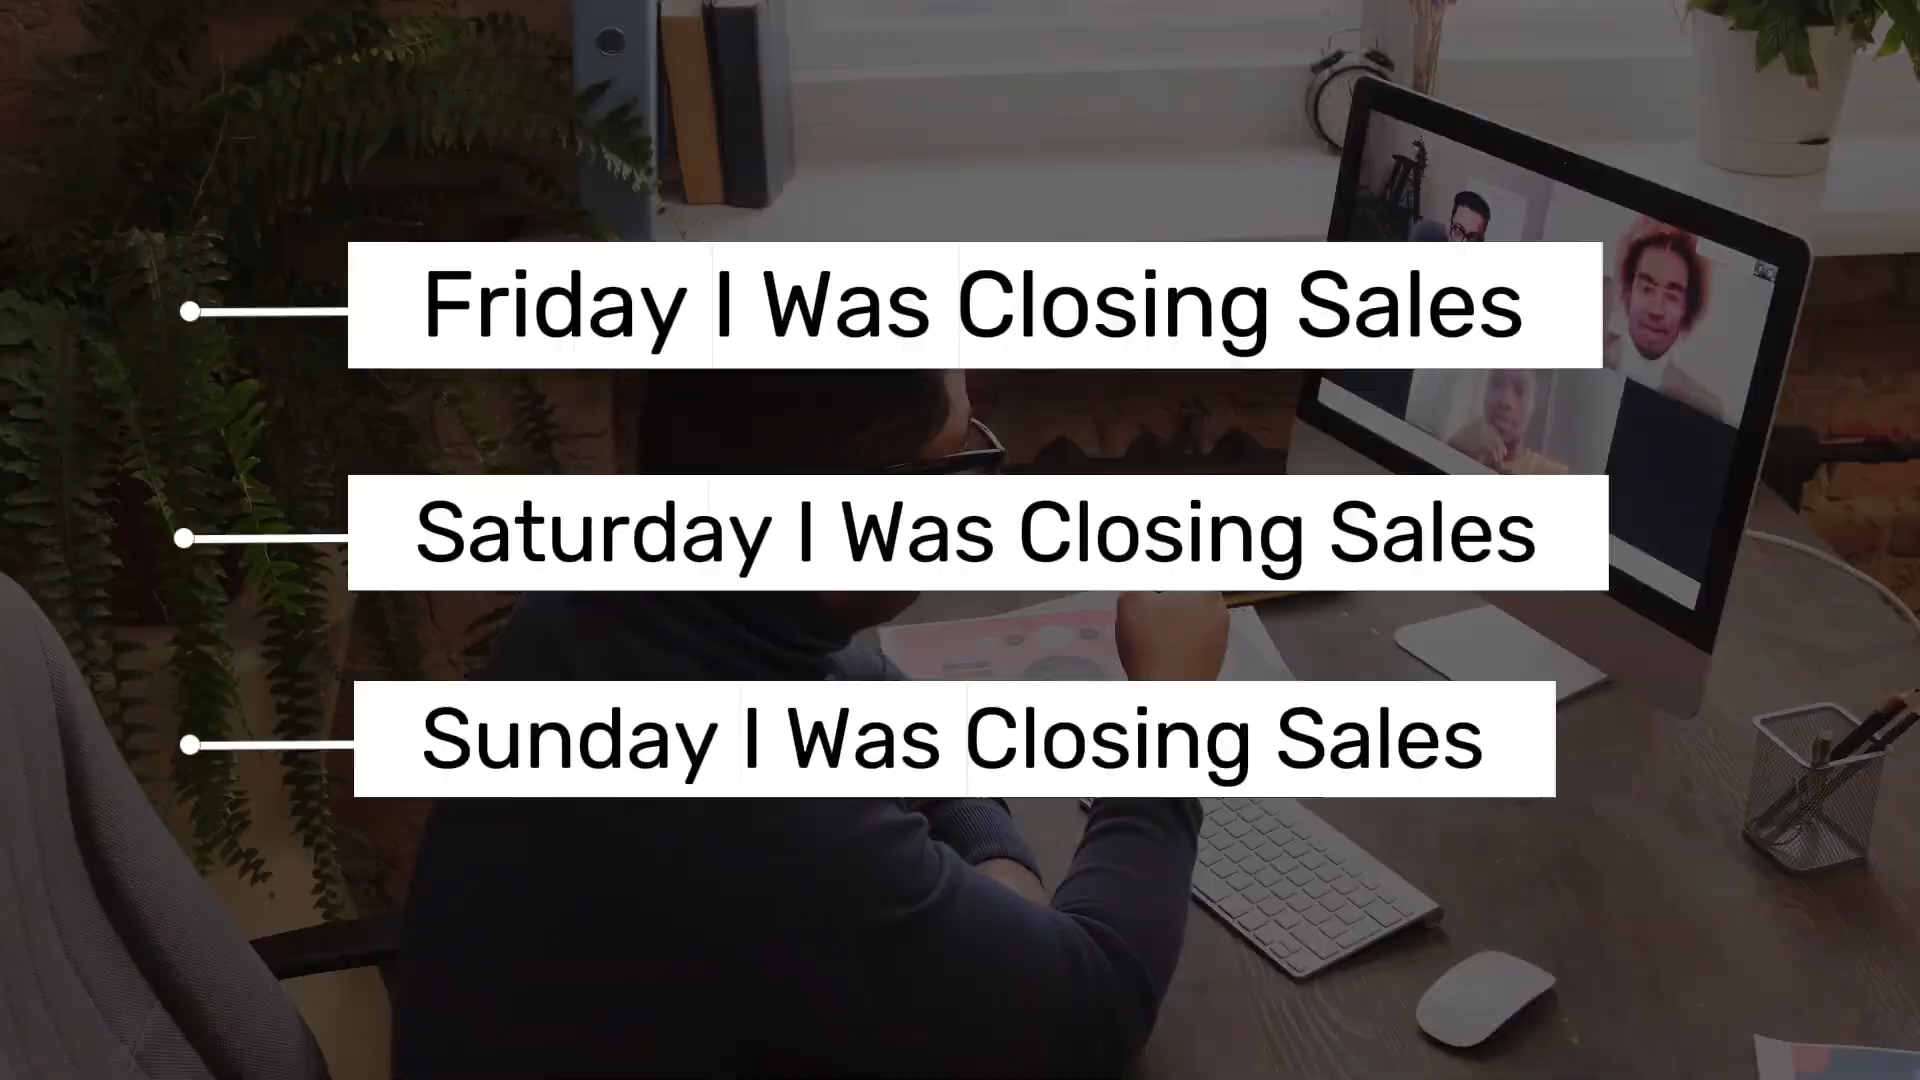 Friday I Was Closing Sales
Saturday I Was Closing Sales
Sunday I Was Closing Sales